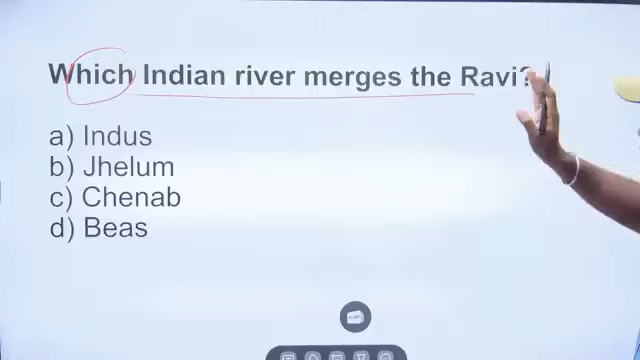 Which Indian river merges the Ravi?
a) Indus
b) Jhelum
c) Chenab
d) Beas